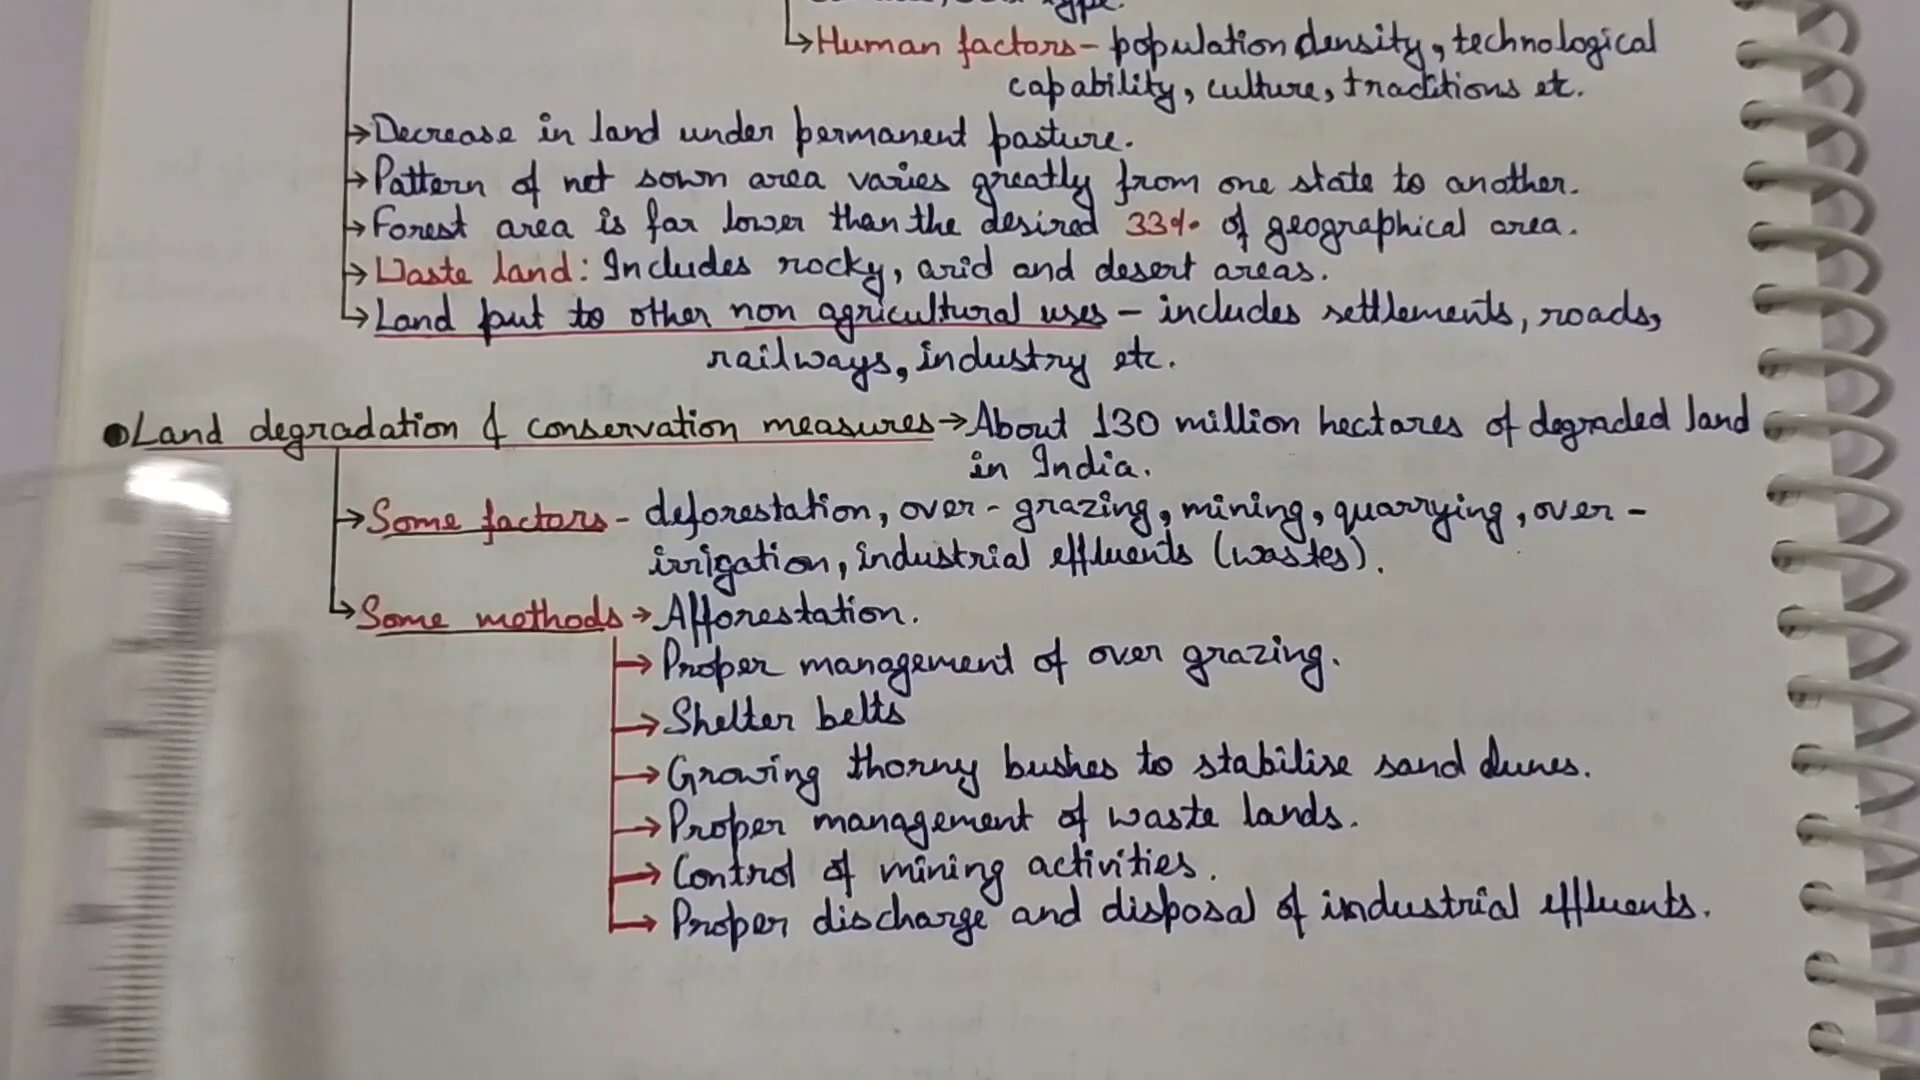 type.
↳Human factors- population density, technological
capability, culture, traditions etc.
→Decrease in land under permanent pasture.
→Pattern of net sown area varies greatly from one state to another.
→Forest area is far lower than the desired 33% of geographical area.
→Waste land: Includes rocky, arid and desert areas.
↳Land put to other non agricultural uses - includes settlements, roads,
railways, industry etc.
●Land degradation & conservation measures→About 130 million hectares of degraded land
in India.
→Some factors- deforestation, over-grazing, mining, quarrying, over-
irrigation, industrial effluents (wastes).
↳Some methods→Afforestation.
→Proper management of over grazing.
→Shelter belts
→Growing thorny bushes to stabilise sand dunes.
→Proper management of waste lands.
→Control of mining activities.
→Proper discharge and disposal of industrial effluents.